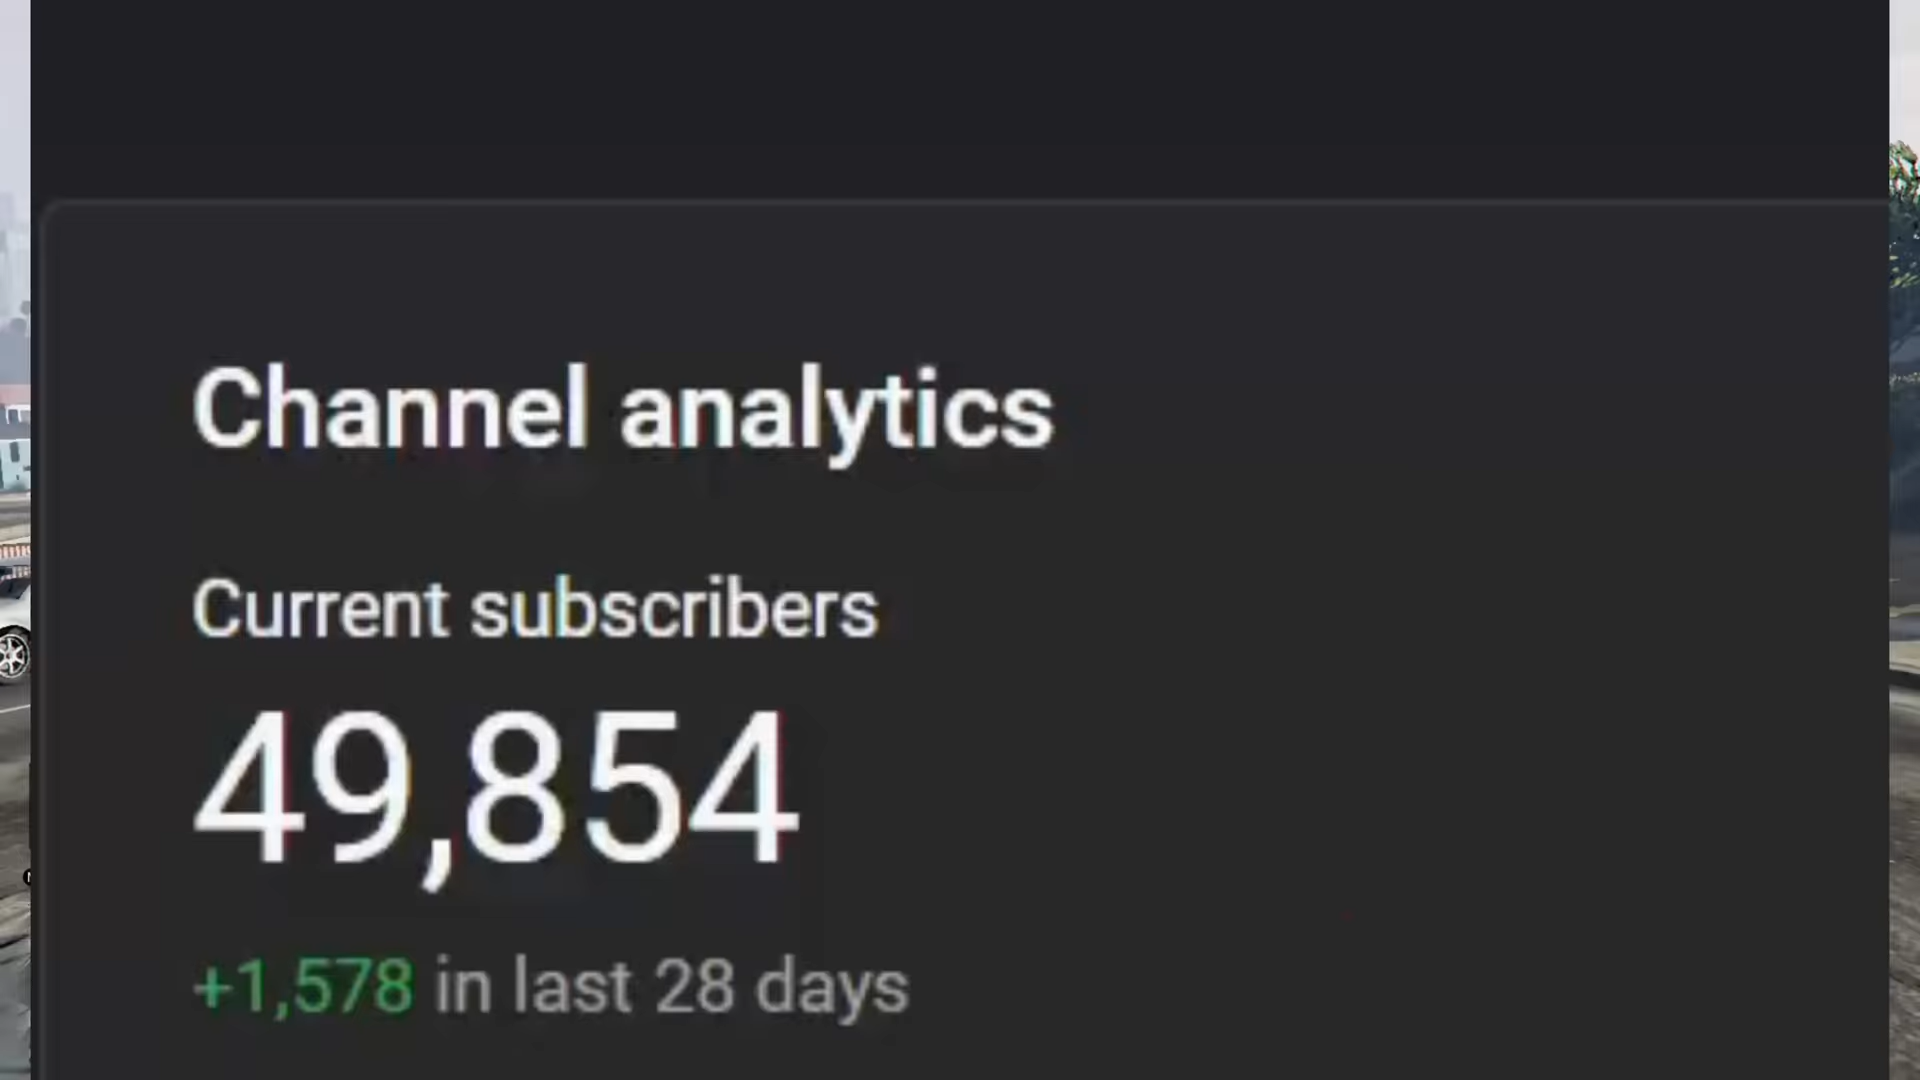 Channel analytics
Current subscribers
49,854
+1,578 in last 28 days